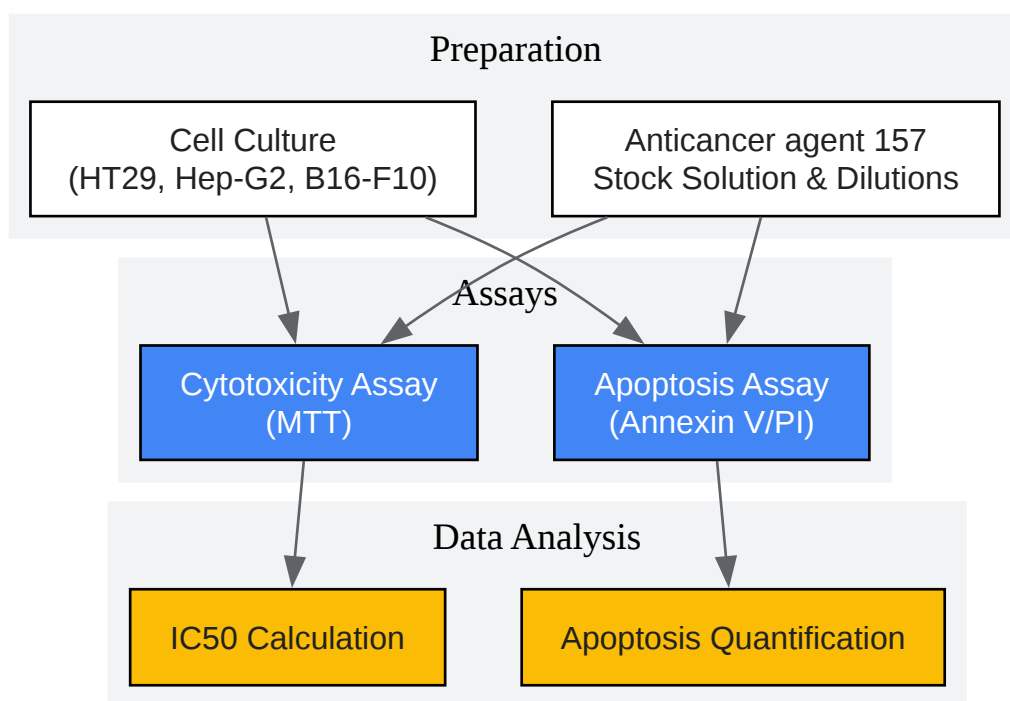 Preparation
Cell Culture
(HT29, Hep-G2, B16-F10)
Anticancer agent 157
Stock Solution & Dilutions
Assays
Cytotoxicity Assay
(MTT)
Apoptosis Assay
(Annexin V/PI)
Data Analysis
IC50 Calculation
Apoptosis Quantification